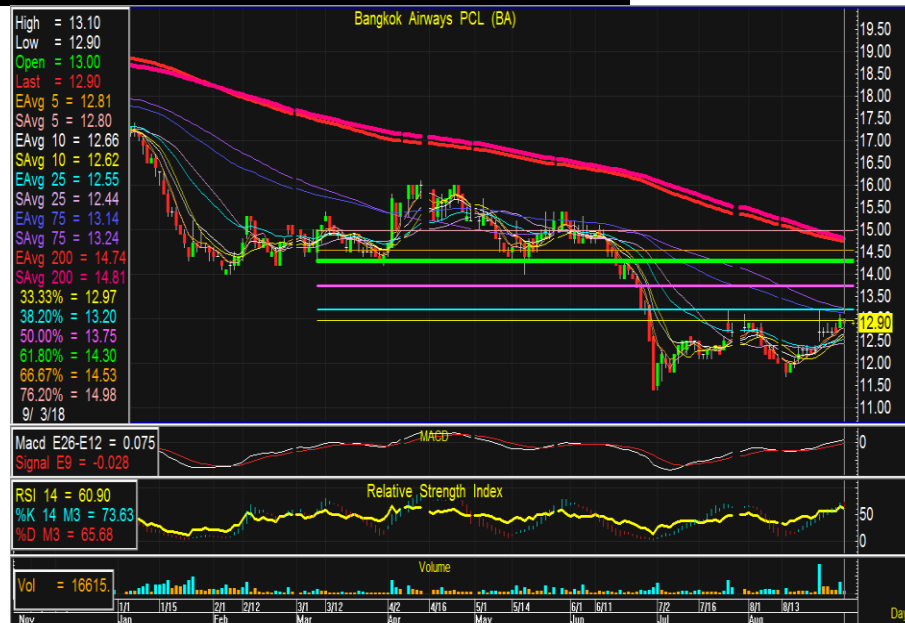 Bangkok Airways PCL (BA)
High = 13.10
Low = 12.90
Open = 13.00
Last = 12.90
EAvg 5 = 12.81
SAvg 5 = 12.80
EAvg 10 = 12.66
SAvg 10 = 12.62
EAvg 25 = 12.55
SAvg 25 = 12.44
EAvg 75 = 13.14
SAvg 75 = 13.24
EAvg 200 = 14.74
SAvg 200 = 14.81
33.33% = 12.97
38.20% = 13.20
50.00% = 13.75
61.80% = 14.30
66.67% = 14.53
76.20% = 14.98
9/ 3/18
19.50
19.00
18.50
18.00
17.50
17.00
16.50
16.00
15.50
15.00
14.50
14.00
13.50
12.90
12.50
12.00
11.50
11.00
MACD
Macd E26-E12 = 0.075
Signal E9 = -0.028
0
Relative Strength Index
RSI 14 = 60.90
%K 14 M3 = 73.63
%D M3 = 65.68
50
0
Volume
Vol = 16615.
1/1 1/15 2/1 2/12 3/1 3/12 4/2 4/16 5/1 5/14 6/1 6/11 7/2 7/16 8/1 8/13
Nov Jan Feb Mar Apr May Jun Jul Aug
Day